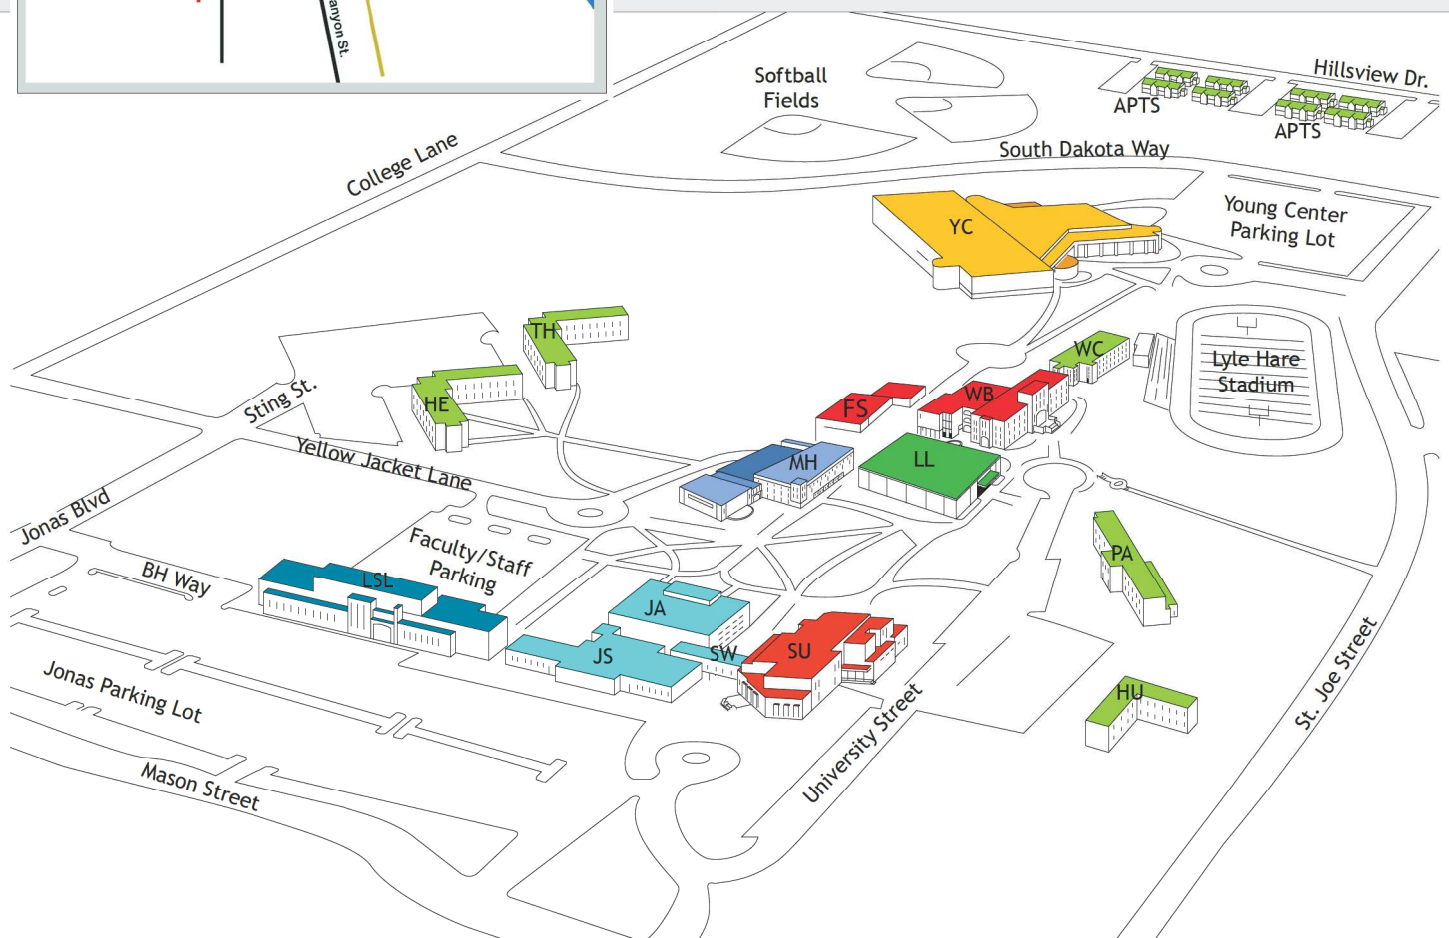 anyon St.
Softball
Fields
Hillsview Dr.
APTS
APTS
College Lane
South Dakota Way
Young Center
Parking Lot
YC
TH
WC
Lyle Hare
Stadium
HE
Sting St.
FS
WB
MH
LL
Yellow Jacket Lane
Jonas Blvd
Faculty/Staff
Parking
BH Way
LSL
PA
JA
JS
SW
SU
Jonas Parking Lot
HU
St. Joe Street
University Street
Mason Street